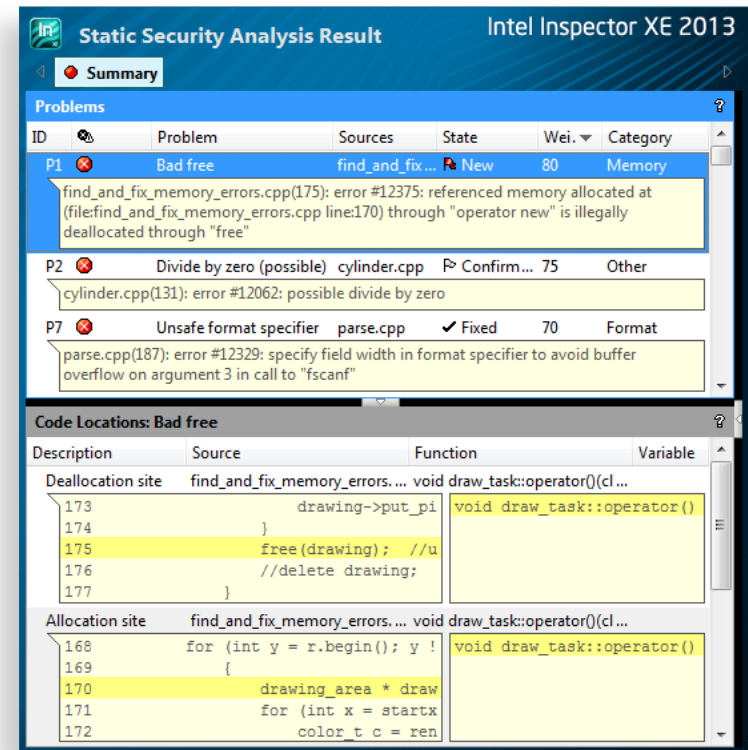 In
Static Security Analysis Result
Intel Inspector XE 2013
Summary
Problems ?
ID Problem Sources State Wei. Category
P1 Bad free find_and_fix... New 80 Memory
find_and_fix_memory_errors.cpp(175): error #12375: referenced memory allocated at
(file:find_and_fix_memory_errors.cpp line:170) through "operator new" is illegally
deallocated through "free"
P2 Divide by zero (possible) cylinder.cpp Confirm... 75 Other
cylinder.cpp(131): error #12062: possible divide by zero
P7 Unsafe format specifier parse.cpp Fixed 70 Format
parse.cpp(187): error #12329: specify field width in format specifier to avoid buffer
overflow on argument 3 in call to "fscanf"
Code Locations: Bad free ?
Description Source Function Variable
Deallocation site find_and_fix_memory_errors.... void draw_task::operator()(cl...
173 drawing->put_pi void draw_task::operator()
174 }
175 free(drawing); //u
176 //delete drawing;
177 }
Allocation site find_and_fix_memory_errors.... void draw_task::operator()(cl...
168 for (int y = r.begin(); y ! void draw_task::operator()
169 {
170 drawing_area * draw
171 for (int x = startx
172 color_t c = ren